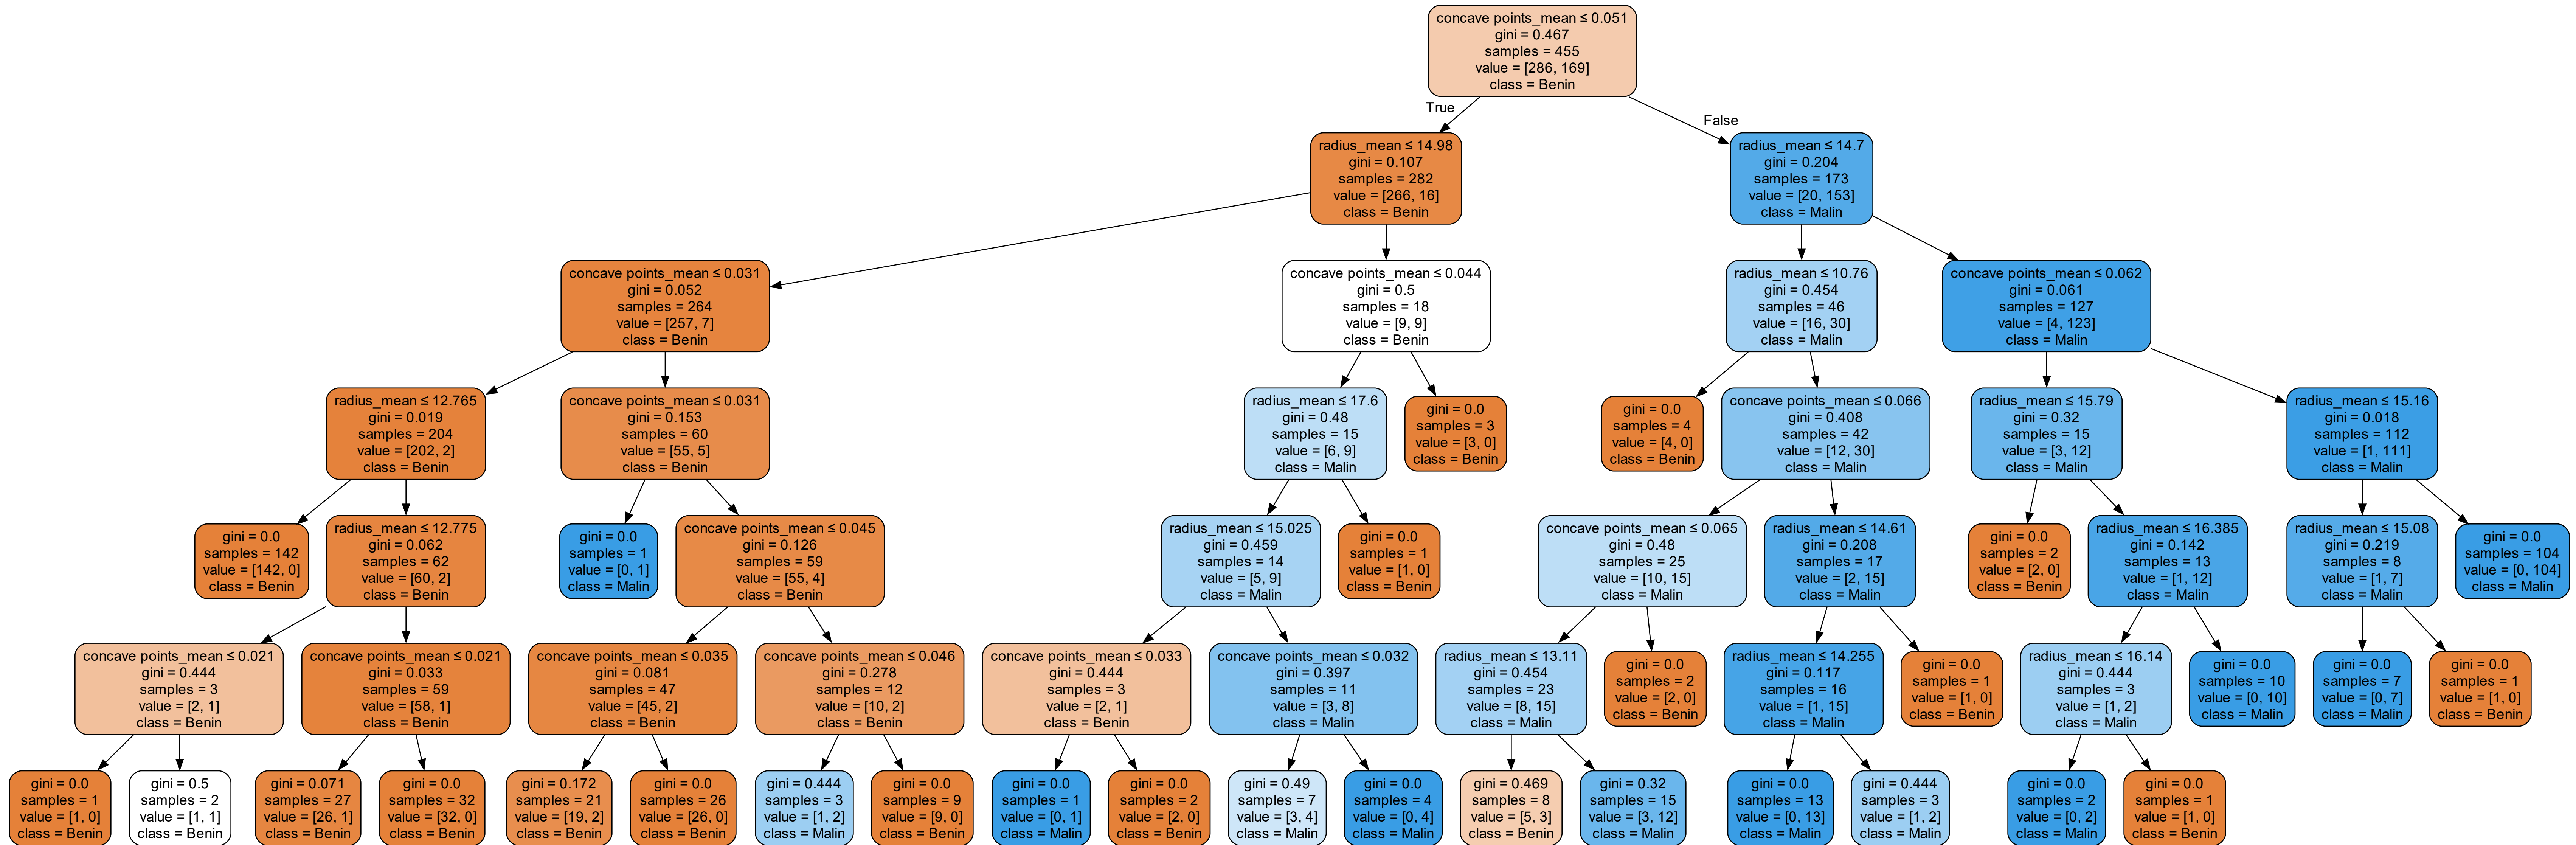 concave points_mean ≤ 0.051
gini = 0.467
samples = 455
value = [286, 169]
class = Benin
True
False
radius_mean ≤ 14.98
gini = 0.107
samples = 282
value = [266, 16]
class = Benin
radius_mean ≤ 14.7
gini = 0.204
samples = 173
value = [20, 153]
class = Malin
concave points_mean ≤ 0.031
gini = 0.052
samples = 264
value = [257, 7]
class = Benin
concave points_mean ≤ 0.044
gini = 0.5
samples = 18
value = [9, 9]
class = Benin
radius_mean ≤ 10.76
gini = 0.454
samples = 46
value = [16, 30]
class = Malin
concave points_mean ≤ 0.062
gini = 0.061
samples = 127
value = [4, 123]
class = Malin
radius_mean ≤ 12.765
gini = 0.019
samples = 204
value = [202, 2]
class = Benin
concave points_mean ≤ 0.031
gini = 0.153
samples = 60
value = [55, 5]
class = Benin
radius_mean ≤ 17.6
gini = 0.48
samples = 15
value = [6, 9]
class = Malin
gini = 0.0
samples = 3
value = [3, 0]
class = Benin
gini = 0.0
samples = 4
value = [4, 0]
class = Benin
concave points_mean ≤ 0.066
gini = 0.408
samples = 42
value = [12, 30]
class = Malin
radius_mean ≤ 15.79
gini = 0.32
samples = 15
value = [3, 12]
class = Malin
radius_mean ≤ 15.16
gini = 0.018
samples = 112
value = [1, 111]
class = Malin
gini = 0.0
samples = 142
value = [142, 0]
class = Benin
radius_mean ≤ 12.775
gini = 0.062
samples = 62
value = [60, 2]
class = Benin
gini = 0.0
samples = 1
value = [0, 1]
class = Malin
concave points_mean ≤ 0.045
gini = 0.126
samples = 59
value = [55, 4]
class = Benin
radius_mean ≤ 15.025
gini = 0.459
samples = 14
value = [5, 9]
class = Malin
gini = 0.0
samples = 1
value = [1, 0]
class = Benin
concave points_mean ≤ 0.065
gini = 0.48
samples = 25
value = [10, 15]
class = Malin
radius_mean ≤ 14.61
gini = 0.208
samples = 17
value = [2, 15]
class = Malin
gini = 0.0
samples = 2
value = [2, 0]
class = Benin
radius_mean ≤ 16.385
gini = 0.142
samples = 13
value = [1, 12]
class = Malin
radius_mean ≤ 15.08
gini = 0.219
samples = 8
value = [1, 7]
class = Malin
gini = 0.0
samples = 104
value = [0, 104]
class = Malin
concave points_mean ≤ 0.021
gini = 0.444
samples = 3
value = [2, 1]
class = Benin
concave points_mean ≤ 0.021
gini = 0.033
samples = 59
value = [58, 1]
class = Benin
concave points_mean ≤ 0.035
gini = 0.081
samples = 47
value = [45, 2]
class = Benin
concave points_mean ≤ 0.046
gini = 0.278
samples = 12
value = [10, 2]
class = Benin
concave points_mean ≤ 0.033
gini = 0.444
samples = 3
value = [2, 1]
class = Benin
concave points_mean ≤ 0.032
gini = 0.397
samples = 11
value = [3, 8]
class = Malin
radius_mean ≤ 13.11
gini = 0.454
samples = 23
value = [8, 15]
class = Malin
gini = 0.0
samples = 2
value = [2, 0]
class = Benin
radius_mean ≤ 14.255
gini = 0.117
samples = 16
value = [1, 15]
class = Malin
gini = 0.0
samples = 1
value = [1, 0]
class = Benin
radius_mean ≤ 16.14
gini = 0.444
samples = 3
value = [1, 2]
class = Malin
gini = 0.0
samples = 10
value = [0, 10]
class = Malin
gini = 0.0
samples = 7
value = [0, 7]
class = Malin
gini = 0.0
samples = 1
value = [1, 0]
class = Benin
gini = 0.0
samples = 1
value = [1, 0]
class = Benin
gini = 0.5
samples = 2
value = [1, 1]
class = Benin
gini = 0.071
samples = 27
value = [26, 1]
class = Benin
gini = 0.0
samples = 32
value = [32, 0]
class = Benin
gini = 0.172
samples = 21
value = [19, 2]
class = Benin
gini = 0.0
samples = 26
value = [26, 0]
class = Benin
gini = 0.444
samples = 3
value = [1, 2]
class = Malin
gini = 0.0
samples = 9
value = [9, 0]
class = Benin
gini = 0.0
samples = 1
value = [0, 1]
class = Malin
gini = 0.0
samples = 2
value = [2, 0]
class = Benin
gini = 0.49
samples = 7
value = [3, 4]
class = Malin
gini = 0.0
samples = 4
value = [0, 4]
class = Malin
gini = 0.469
samples = 8
value = [5, 3]
class = Benin
gini = 0.32
samples = 15
value = [3, 12]
class = Malin
gini = 0.0
samples = 13
value = [0, 13]
class = Malin
gini = 0.444
samples = 3
value = [1, 2]
class = Malin
gini = 0.0
samples = 2
value = [0, 2]
class = Malin
gini = 0.0
samples = 1
value = [1, 0]
class = Benin